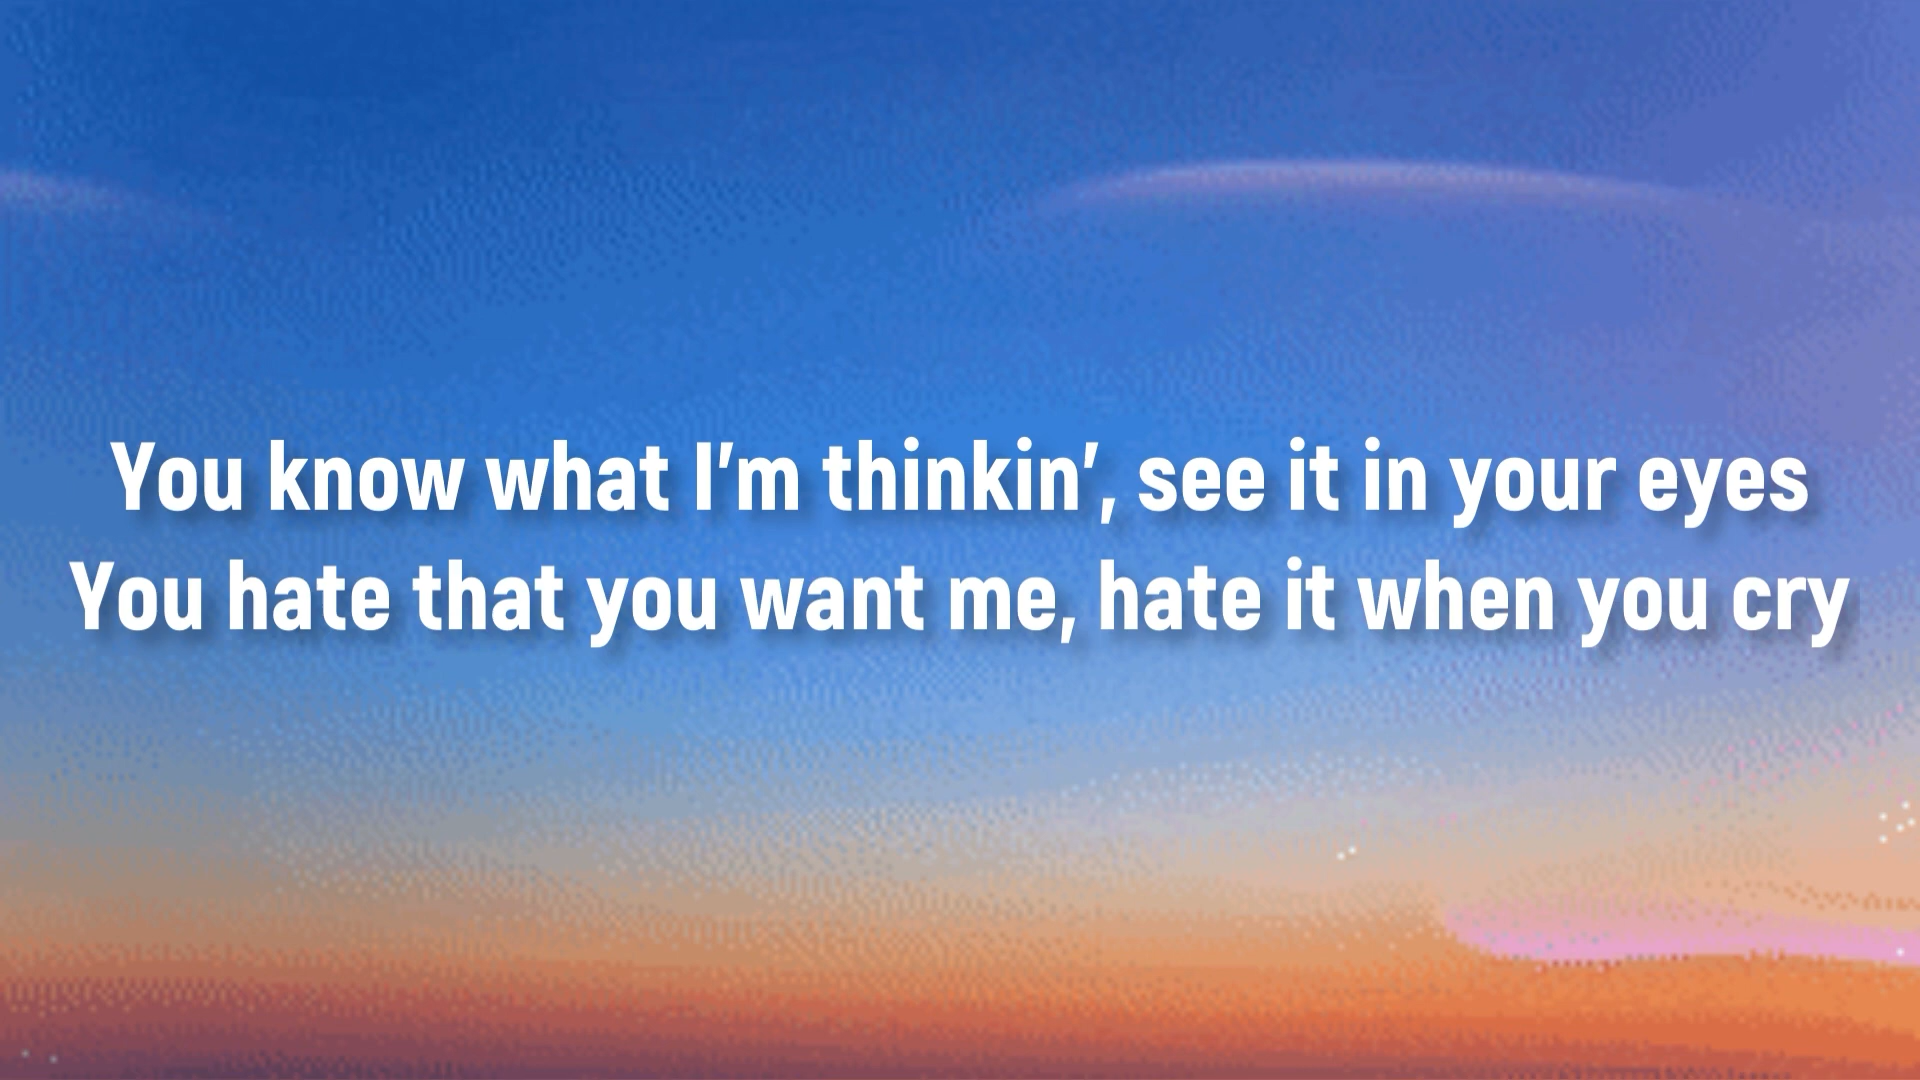 You know what I'm thinkin', see it in your eyes
You hate that you want me, hate it when you cry